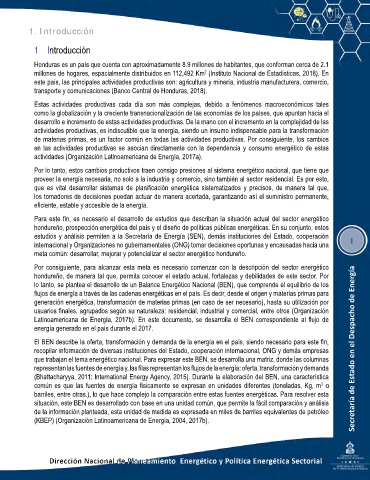 1. Introducción
1 Introducción
Honduras es un país que cuenta con aproximadamente 8.9 millones de habitantes, que conforman cerca de 2.1
millones de hogares, espacialmente distribuidos en 112,492 Km² (Instituto Nacional de Estadísticas, 2018). En
este país, las principales actividades productivas son: agricultura y minería, industria manufacturera, comercio,
transporte y comunicaciones (Banco Central de Honduras, 2018).
Estas actividades productivas cada día son más complejas, debido a fenómenos macroeconómicos tales
como la globalización y la creciente transnacionalización de las economías de los países, que apuntan hacia el
desarrollo e incremento de estas actividades productivas. De la mano con el incremento en la complejidad de las
actividades productivas, es indiscutible que la energía, siendo un insumo indispensable para la transformación
de materias primas, es un factor común en todas las actividades productivas. Por consiguiente, los cambios
en las actividades productivas se asocian directamente con la dependencia y consumo energético de estas
actividades (Organización Latinoamericana de Energía, 2017a).
Por lo tanto, estos cambios productivos traen consigo presiones al sistema energético nacional, que tiene que
proveer la energía necesaria, no solo a la industria y comercio, sino también al sector residencial. Es por esto,
que es vital desarrollar sistemas de planificación energética sistematizados y precisos, de manera tal que,
los tomadores de decisiones puedan actuar de manera acertada, garantizando así el suministro permanente,
eficiente, estable y accesible de la energía.
Para este fin, es necesario el desarrollo de estudios que describan la situación actual del sector energético
hondureño, prospección energética del país y el diseño de políticas públicas energéticas. En su conjunto, estos
estudios y análisis permiten a la Secretaría de Energía (SEN), demás instituciones del Estado, cooperación
internacional y Organizaciones no gubernamentales (ONG) tomar decisiones oportunas y encausadas hacia una
meta común: desarrollar, mejorar y potencializar el sector energético hondureño.
Por consiguiente, para alcanzar esta meta es necesario comenzar con la descripción del sector energético
hondureño, de manera tal que, permita conocer el estado actual, fortalezas y debilidades de este sector. Por
lo tanto, se plantea el desarrollo de un Balance Energético Nacional (BEN), que comprende el equilibrio de los
flujos de energía a través de las cadenas energéticas en el país. Es decir, desde el origen y materias primas para
generación energética, transformación de materias primas (en caso de ser necesario), hasta su utilización por
usuarios finales, agrupados según su naturaleza: residencial, industrial y comercial, entre otros (Organización
Latinoamericana de Energía, 2017b). En este documento, se desarrolla el BEN correspondiente al flujo de
energía generado en el país durante el 2017.
El BEN describe la oferta, transformación y demanda de la energía en el país, siendo necesario para este fin,
recopilar información de diversas instituciones del Estado, cooperación internacional, ONG y demás empresas
que trabajan el tema energético nacional. Para expresar este BEN, se desarrolla una matriz, donde las columnas
representan las fuentes de energía y, las filas representan los flujos de la energía: oferta, transformación y demanda
(Bhattacharyya, 2011; International Energy Agency, 2015). Durante la elaboración del BEN, una característica
común es que las fuentes de energía físicamente se expresan en unidades diferentes (toneladas, Kg, m³ o
barriles, entre otras.), lo que hace compleja la comparación entre estas fuentes energéticas. Para resolver esta
situación, este BEN es desarrollado con base en una unidad común, que permite la fácil comparación y análisis
de la información planteada, esta unidad de medida es expresada en miles de barriles equivalentes de petróleo
(KBEP) (Organización Latinoamericana de Energía, 2004, 2017b).
1
Secretaría de Estado en el Despacho de Energía
Dirección Nacional de Planeamiento Energético y Política Energética Sectorial